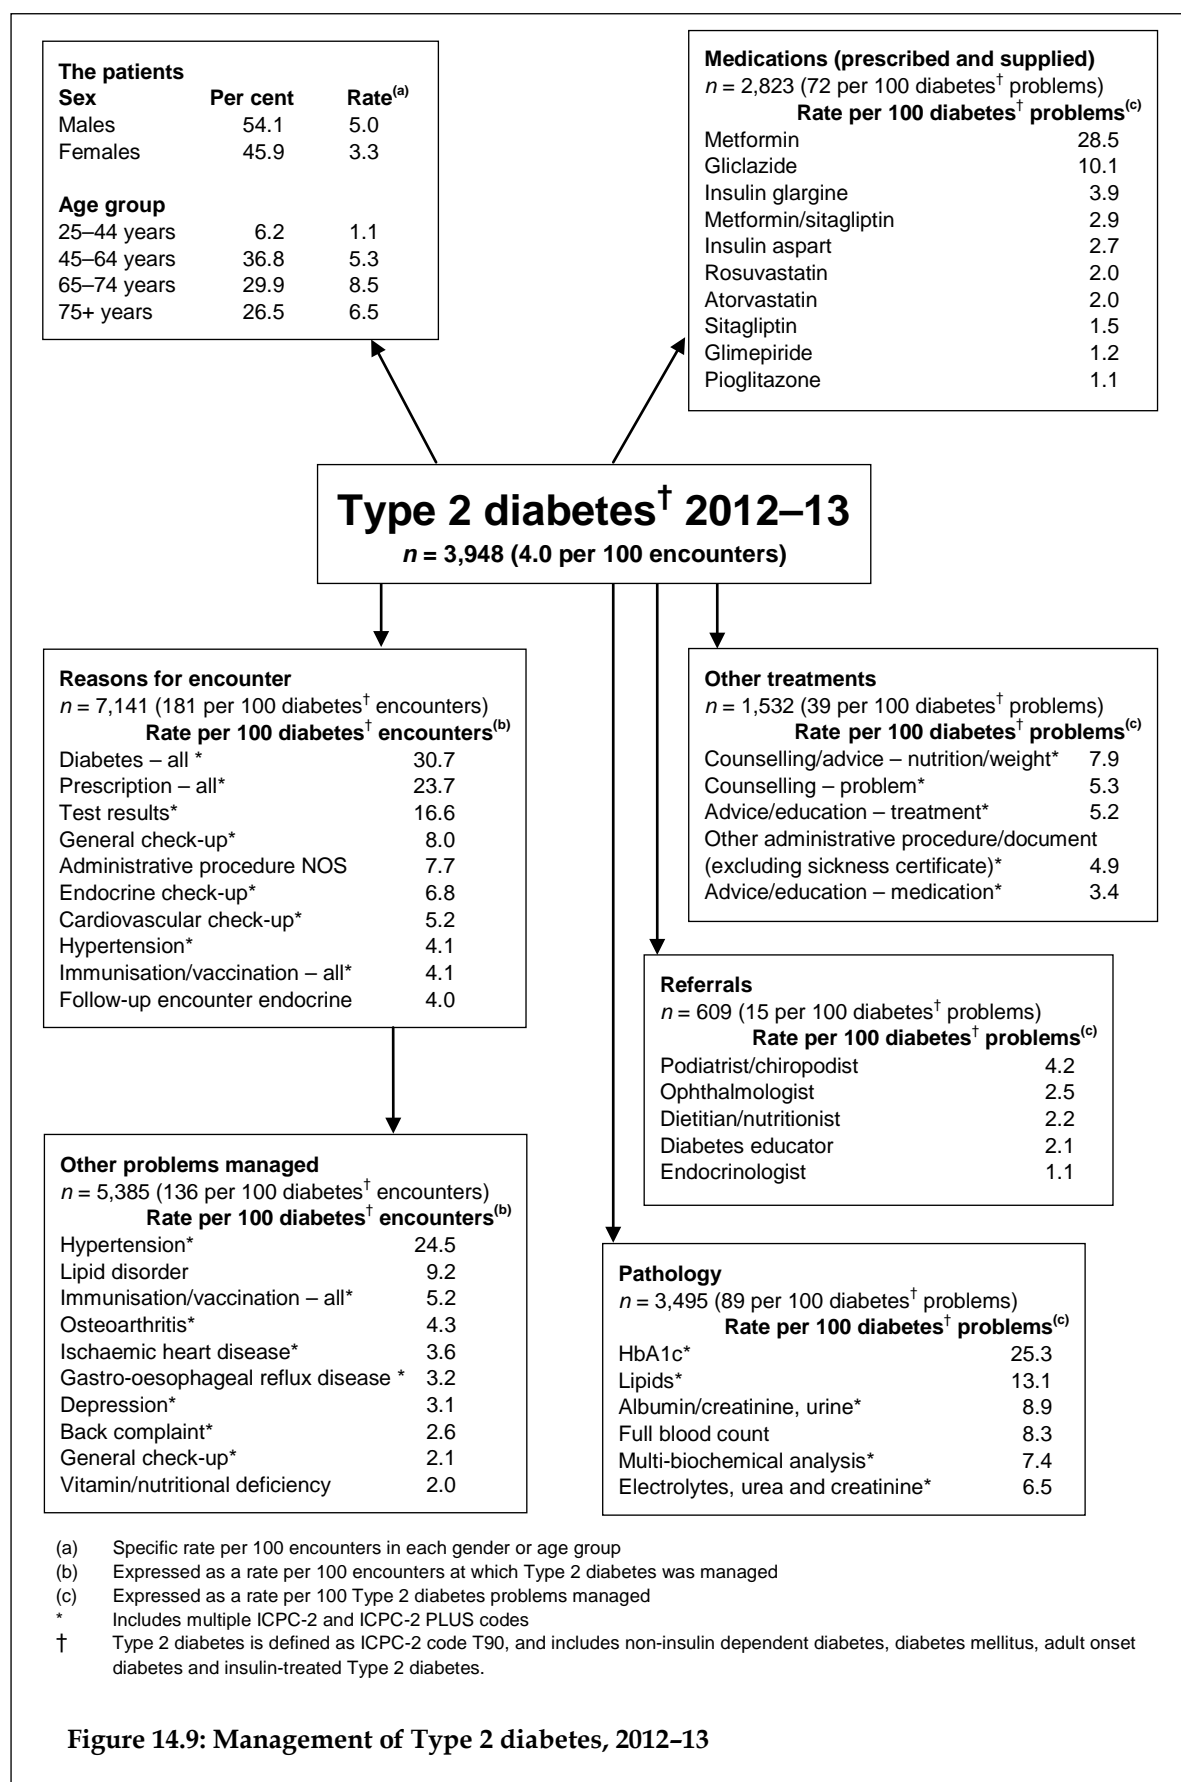 The patients
Sex Per cent Rate(a)
Males 54.1 5.0
Females 45.9 3.3
Age group
25–44 years 6.2 1.1
45–64 years 36.8 5.3
65–74 years 29.9 8.5
75+ years 26.5 6.5
Medications (prescribed and supplied)
n = 2,823 (72 per 100 diabetes† problems)
Rate per 100 diabetes† problems(c)
Metformin 28.5
Gliclazide 10.1
Insulin glargine 3.9
Metformin/sitagliptin 2.9
Insulin aspart 2.7
Rosuvastatin 2.0
Atorvastatin 2.0
Sitagliptin 1.5
Glimepiride 1.2
Pioglitazone 1.1
Type 2 diabetes† 2012–13
n = 3,948 (4.0 per 100 encounters)
Reasons for encounter
n = 7,141 (181 per 100 diabetes† encounters)
Rate per 100 diabetes† encounters(b)
Diabetes – all * 30.7
Prescription – all* 23.7
Test results* 16.6
General check-up* 8.0
Administrative procedure NOS 7.7
Endocrine check-up* 6.8
Cardiovascular check-up* 5.2
Hypertension* 4.1
Immunisation/vaccination – all* 4.1
Follow-up encounter endocrine 4.0
Other treatments
n = 1,532 (39 per 100 diabetes† problems)
Rate per 100 diabetes† problems(c)
Counselling/advice – nutrition/weight* 7.9
Counselling – problem* 5.3
Advice/education – treatment* 5.2
Other administrative procedure/document
(excluding sickness certificate)* 4.9
Advice/education – medication* 3.4
Referrals
n = 609 (15 per 100 diabetes† problems)
Rate per 100 diabetes† problems(c)
Podiatrist/chiropodist 4.2
Ophthalmologist 2.5
Dietitian/nutritionist 2.2
Diabetes educator 2.1
Endocrinologist 1.1
Other problems managed
n = 5,385 (136 per 100 diabetes† encounters)
Rate per 100 diabetes† encounters(b)
Hypertension* 24.5
Lipid disorder 9.2
Immunisation/vaccination – all* 5.2
Osteoarthritis* 4.3
Ischaemic heart disease* 3.6
Gastro-oesophageal reflux disease * 3.2
Depression* 3.1
Back complaint* 2.6
General check-up* 2.1
Vitamin/nutritional deficiency 2.0
Pathology
n = 3,495 (89 per 100 diabetes† problems)
Rate per 100 diabetes† problems(c)
HbA1c* 25.3
Lipids* 13.1
Albumin/creatinine, urine* 8.9
Full blood count 8.3
Multi-biochemical analysis* 7.4
Electrolytes, urea and creatinine* 6.5
(a) Specific rate per 100 encounters in each gender or age group
(b) Expressed as a rate per 100 encounters at which Type 2 diabetes was managed
(c) Expressed as a rate per 100 Type 2 diabetes problems managed
* Includes multiple ICPC-2 and ICPC-2 PLUS codes
† Type 2 diabetes is defined as ICPC-2 code T90, and includes non-insulin dependent diabetes, diabetes mellitus, adult onset
diabetes and insulin-treated Type 2 diabetes.
Figure 14.9: Management of Type 2 diabetes, 2012–13